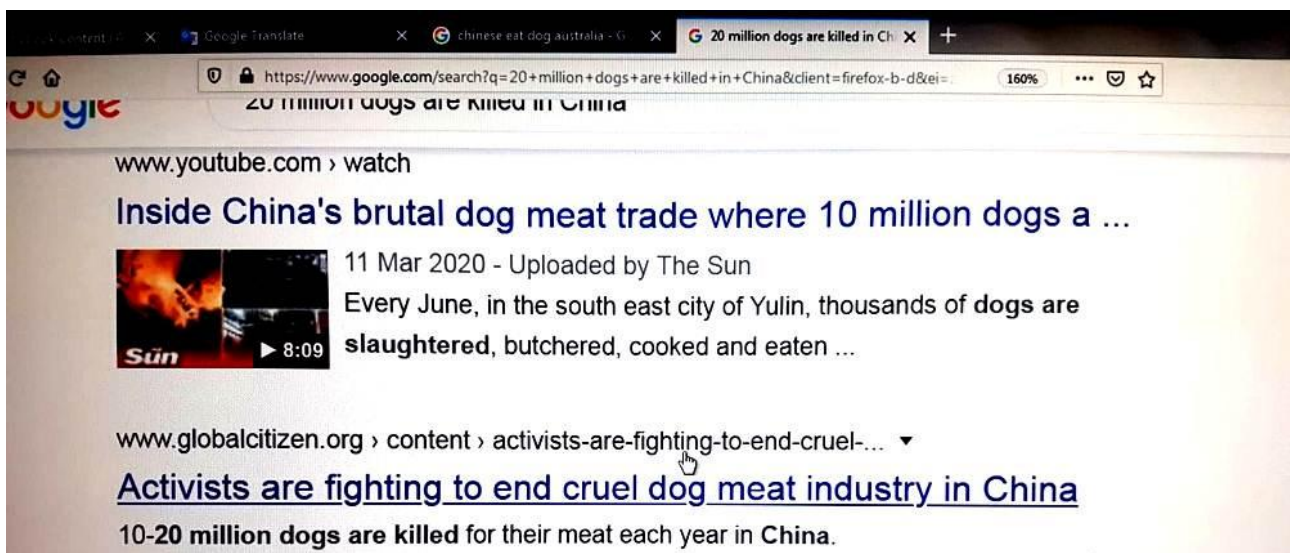 Google Translate
chinese eat dog australia - G
20 million dogs are killed in Ch
https://www.google.com/search?q=20+million+dogs+are+killed+in+China&client=firefox-b-d&ei=
160%
20 million dogs are killed in China
www.youtube.com › watch
Inside China's brutal dog meat trade where 10 million dogs a ...
11 Mar 2020 - Uploaded by The Sun
Every June, in the south east city of Yulin, thousands of dogs are
slaughtered, butchered, cooked and eaten ...
Sun
8:09
www.globalcitizen.org › content › activists-are-fighting-to-end-cruel-...
Activists are fighting to end cruel dog meat industry in China
10-20 million dogs are killed for their meat each year in China.